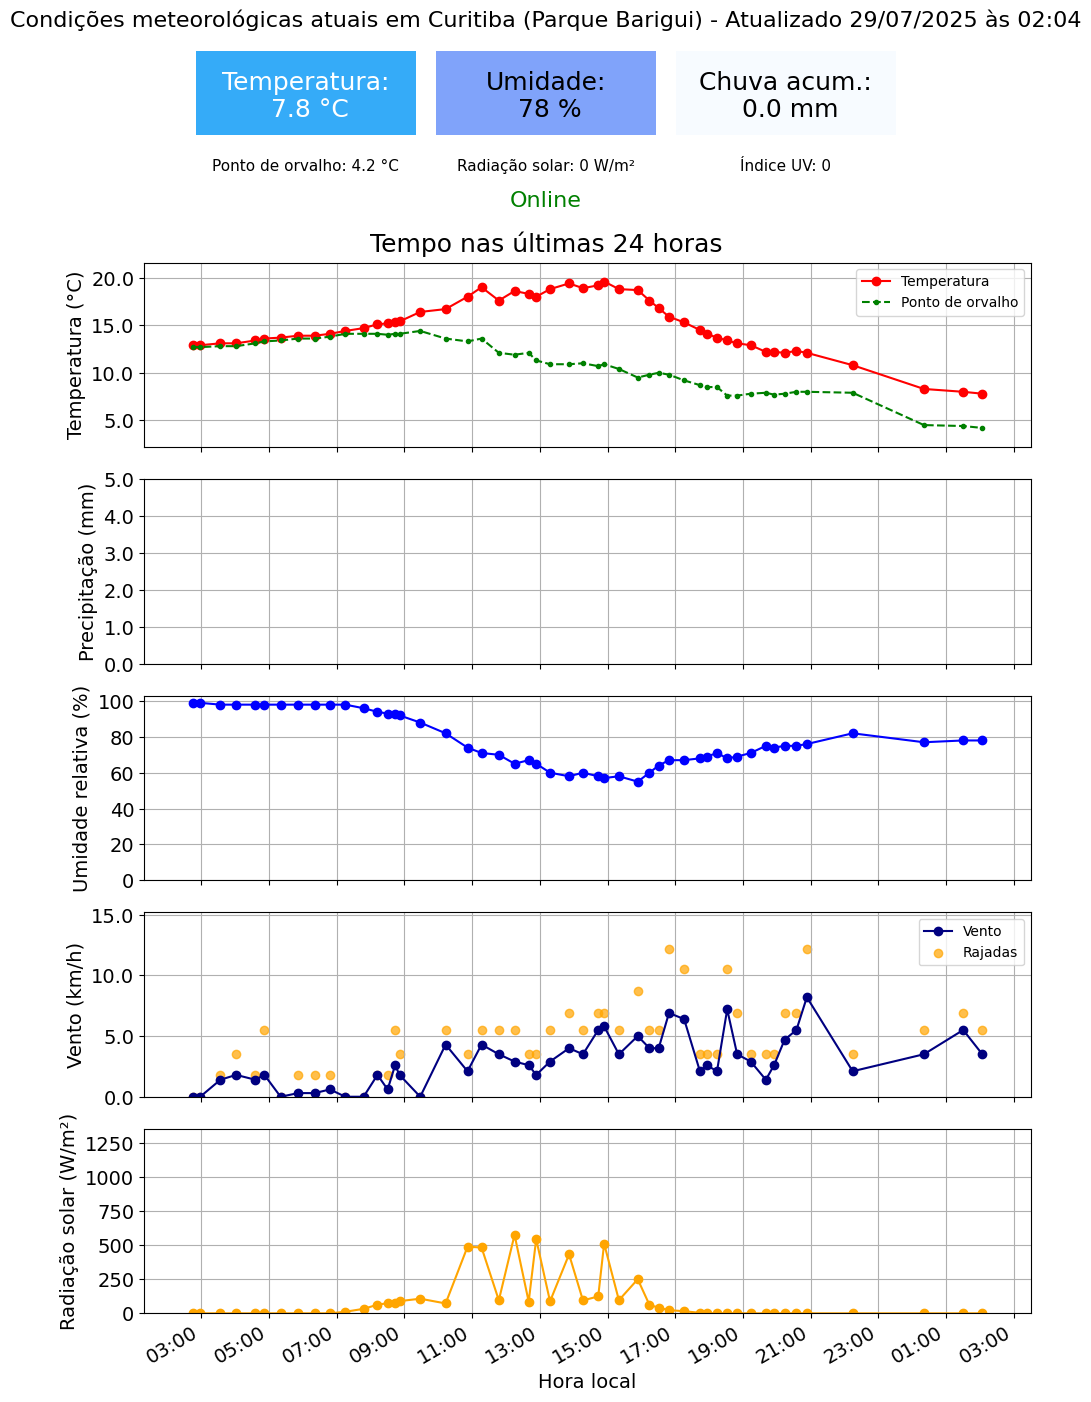 Condições meteorológicas atuais em Curitiba (Parque Barigui) - Atualizado 29/07/2025 às 02:04
Temperatura:
7.8 °C
Umidade:
78 %
Chuva acum.:
0.0 mm
Ponto de orvalho: 4.2 °C
Radiação solar: 0 W/m²
Índice UV: 0
Online
Tempo nas últimas 24 horas
Temperatura (°C)
20.0
15.0
10.0
5.0
Temperatura
Ponto de orvalho
Precipitação (mm)
5.0
4.0
3.0
2.0
1.0
0.0
Umidade relativa (%)
100
80
60
40
20
0
Vento (km/h)
15.0
10.0
5.0
0.0
Vento
Rajadas
Radiação solar (W/m²)
1250
1000
750
500
250
0
03:00 05:00 07:00 09:00 11:00 13:00 15:00 17:00 19:00 21:00 23:00 01:00 03:00
Hora local